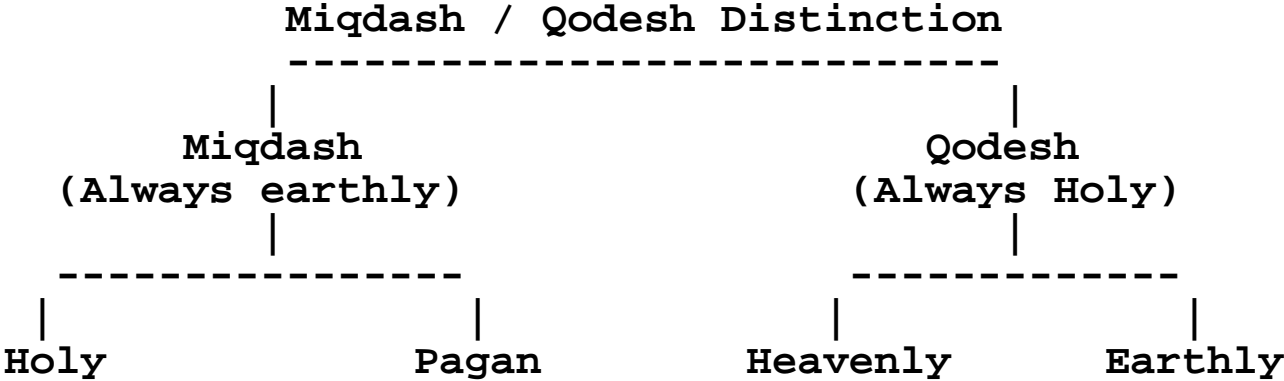 Miqdash / Qodesh Distinction
----------------------------
| |
Miqdash Qodesh
(Always earthly) (Always Holy)
| |
---------------- -------------
| | | |
Holy Pagan Heavenly Earthly